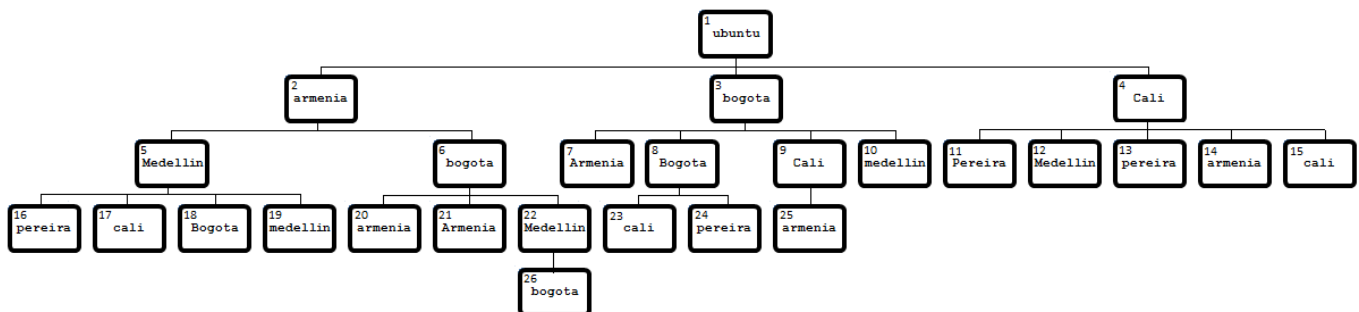 1
ubuntu
2
armenia
3
bogota
4
Cali
5
Medellin
6
bogota
7
Armenia
8
Bogota
9
Cali
10
medellin
11
Pereira
12
Medellin
13
pereira
14
armenia
15
cali
16
pereira
17
cali
18
Bogota
19
medellin
20
armenia
21
Armenia
22
Medellin
23
cali
24
pereira
25
armenia
26
bogota